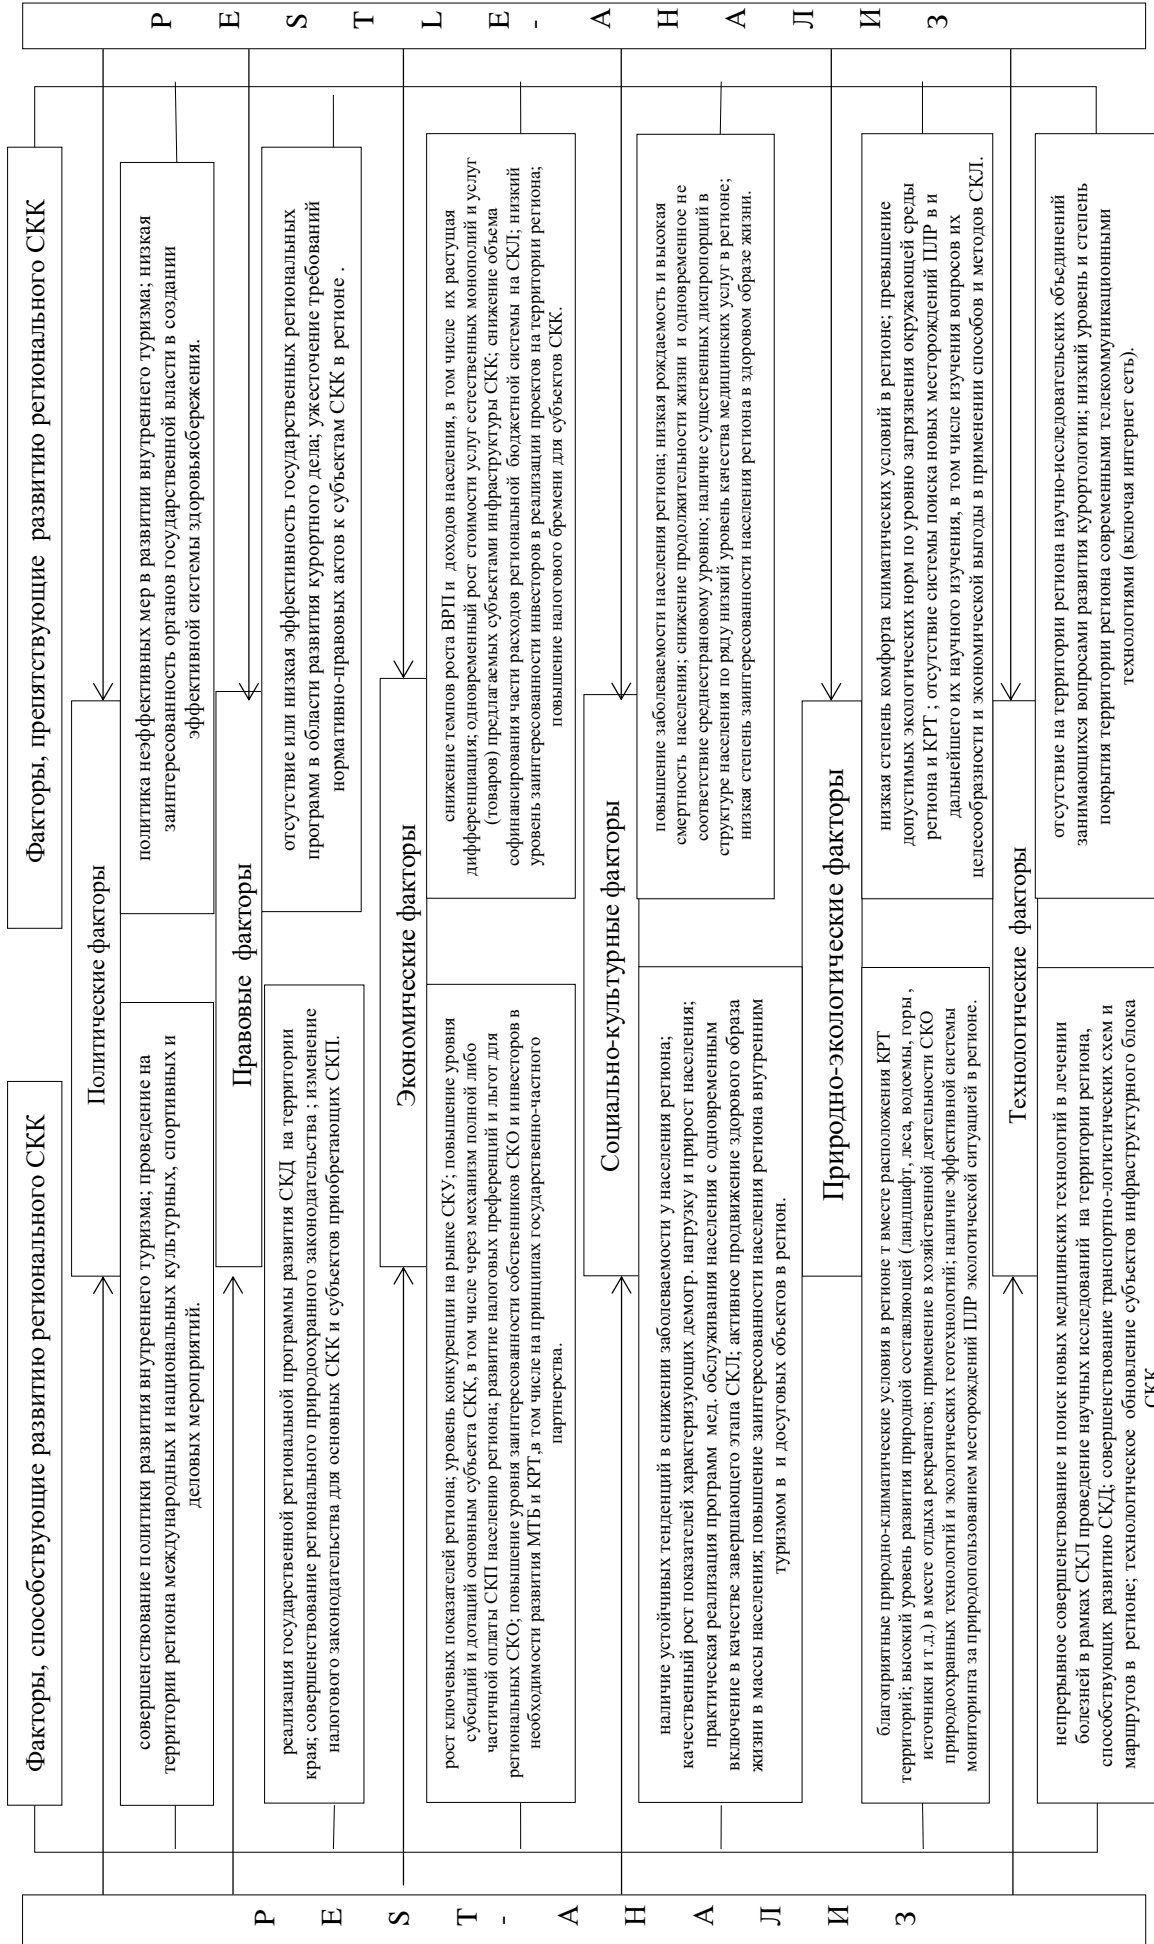 PEST-АНАЛИЗ
Факторы, способствующие развитию регионального СКК
Факторы, препятствующие развитию регионального СКК
PESTLE-АНАЛИЗ
Политические факторы
совершенствование политики развития внутреннего туризма; проведение на
территории региона международных и национальных культурных, спортивных и
деловых мероприятий.
политика неэффективных мер в развитии внутреннего туризма; низкая
заинтересованность органов государственной власти в создании
эффективной системы здоровьясбережения.
Правовые факторы
реализация государственной региональной программы развития СКД на территории
края; совершенствование регионального природоохранного законодательства ; изменение
налогового законодательства для основных СКК и субъектов приобретающих СКП.
отсутствие или низкая эффективность государственных региональных
программ в области развития курортного дела; ужесточение требований
нормативно-правовых актов к субъектам СКК в регионе .
Экономические факторы
рост ключевых показателей региона; уровень конкуренции на рынке СКУ; повышение уровня
субсидий и дотаций основным субъекта СКК, в том числе через механизм полной либо
частичной оплаты СКП населению региона; развитие налоговых преференций и льгот для
региональных СКО; повышение уровня заинтересованности собственников СКО и инвесторов в
необходимости развития МТБ и КРТ,в том числе на принципах государственно-частного
партнерства.
снижение темпов роста ВРП и доходов населения, в том числе их растущая
дифференциация; одновременный рост стоимости услуг естественных монополий и услуг
(товаров) предлагаемых субъектами инфраструктуры СКК; снижение объема
софинансирования части расходов региональной бюджетной системы на СКЛ; низкий
уровень заинтересованности инвесторов в реализации проектов на территории региона;
повышение налогового бремени для субъектов СКК.
Социально-культурные факторы
наличие устойчивых тенденций в снижении заболеваемости у населения региона;
качественный рост показателей характеризующих демогр. нагрузку и прирост населения;
практическая реализация программ мед. обслуживания населения с одновременным
включение в качестве завершающего этапа СКЛ; активное продвижение здорового образа
жизни в массы населения; повышение заинтересованности населения региона внутренним
туризмом в и досуговых объектов в регион.
повышение заболеваемости населения региона; низкая рождаемость и высокая
смертность населения; снижение продолжительности жизни и одновременное не
соответствие среднестрановому уровню; наличие существенных диспропорций в
структуре населения по ряду низкий уровень качества медицинских услуг в регионе;
низкая степень заинтересованности населения региона в здоровом образе жизни.
Природно-экологические факторы
благоприятные природно-климатические условия в регионе т вместе расположения КРТ
территорий; высокий уровень развития природной составляющей (ландшафт, леса, водоемы, горы ,
источники и т.д.) в месте отдыха рекреантов; применение в хозяйственной деятельности СКО
природоохранных технологий и экологических геотехнологий; наличие эффективной системы
мониторинга за природопользованием месторождений ПЛР экологической ситуацией в регионе.
низкая степень комфорта климатических условий в регионе; превышение
допустимых экологических норм по уровню загрязнения окружающей среды
региона и КРТ ; отсутствие системы поиска новых месторождений ПЛР в и
дальнейшего их научного изучения, в том числе изучения вопросов их
целесообразности и экономической выгоды в применении способов и методов СКЛ.
Технологические факторы
непрерывное совершенствование и поиск новых медицинских технологий в лечении
болезней в рамках СКЛ проведение научных исследований на территории региона,
способствующих развитию СКД; совершенствование транспортно-логистических схем и
маршрутов в регионе; технологическое обновление субъектов инфраструктурного блока
СКК
отсутствие на территории региона научно-исследовательских объединений
занимающихся вопросами развития курортологии; низкий уровень и степень
покрытия территории региона современными телекоммуникационными
технологиями (включая интернет сеть).